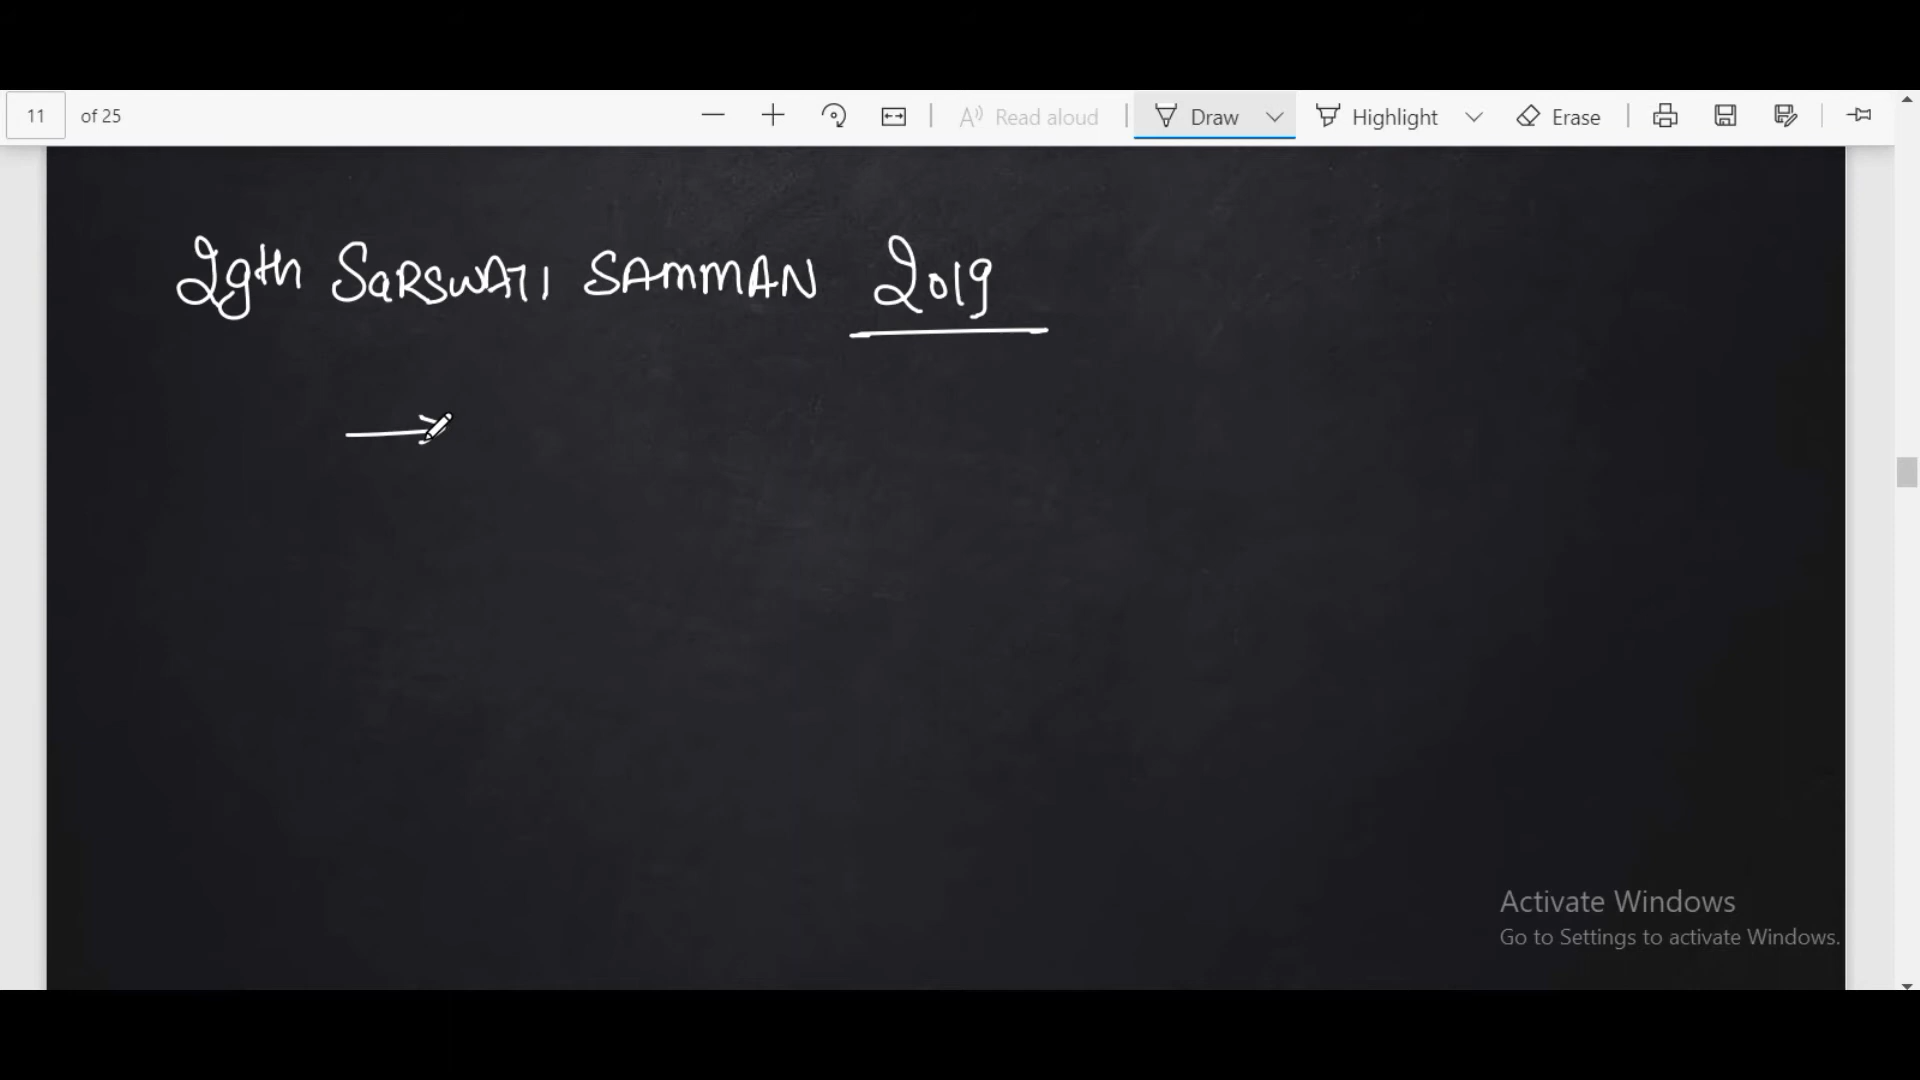 11 of 25 Read aloud Draw Highlight Erase
29th SaRSWATI SAMMAN 2019
Activate Windows
Go to Settings to activate Windows.